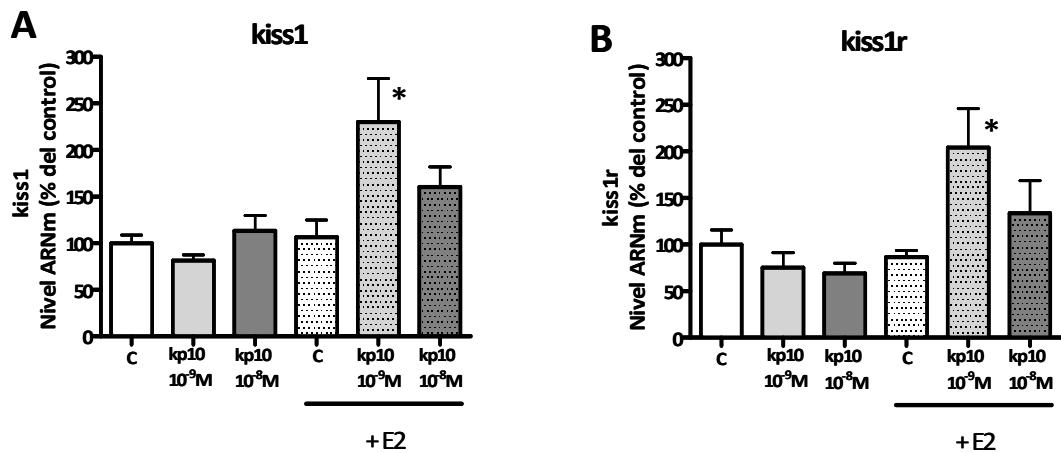 A
kiss1
kiss1
Nivel ARNm (% del control)
300
250
200
150
100
50
0
*
C
kp10
10⁻⁹M
kp10
10⁻⁸M
C
kp10
10⁻⁹M
kp10
10⁻⁸M
+ E2
B
kiss1r
kiss1r
Nivel ARNm (% del control)
300
250
200
150
100
50
0
*
C
kp10
10⁻⁹M
kp10
10⁻⁸M
C
kp10
10⁻⁹M
kp10
10⁻⁸M
+ E2